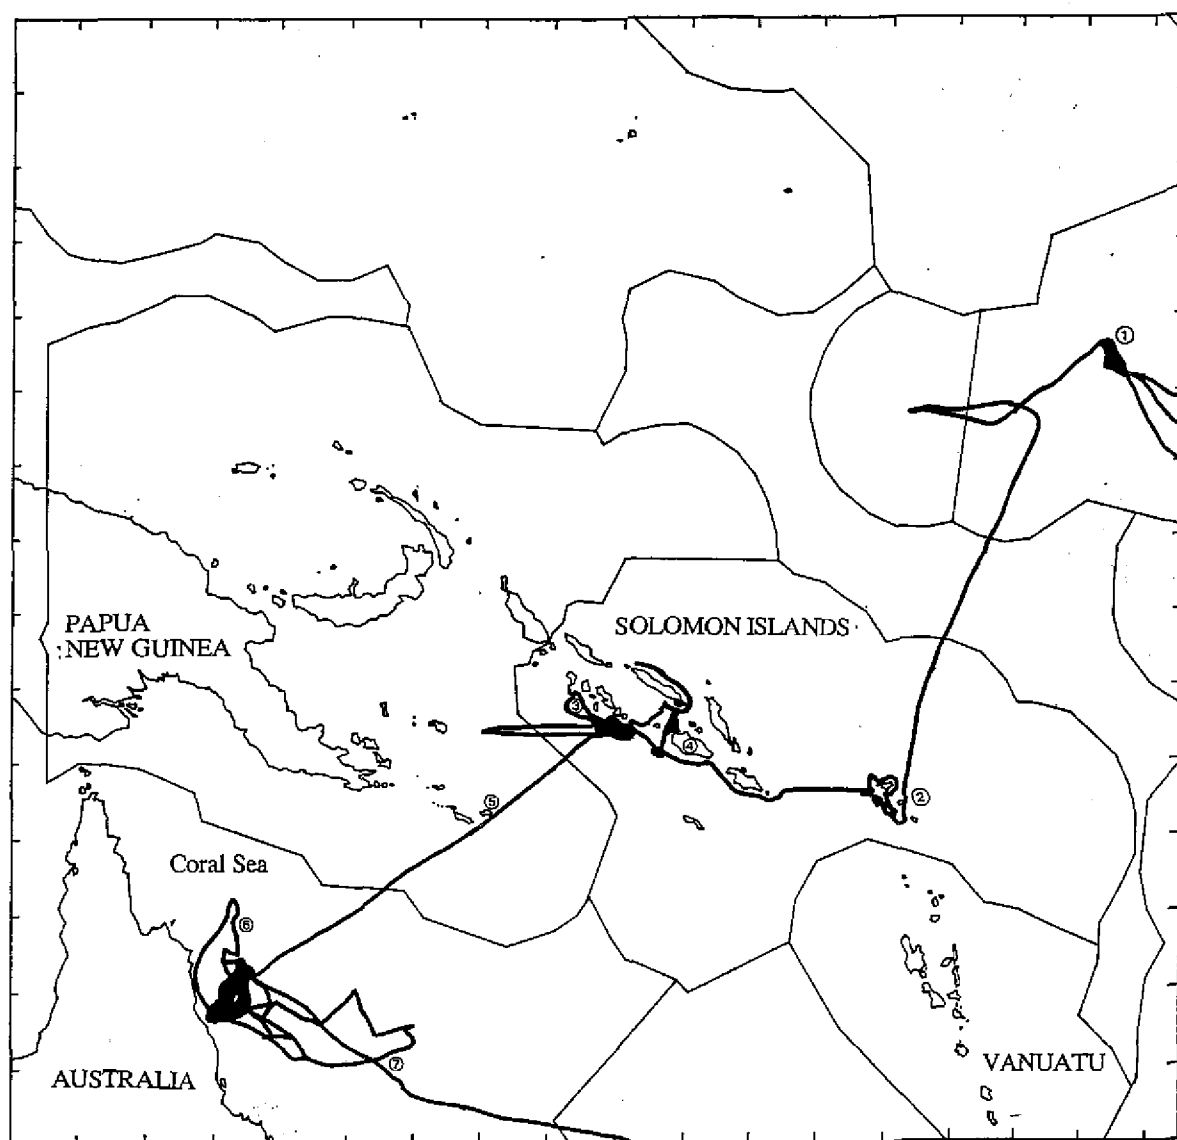 ①
PAPUA
NEW GUINEA
SOLOMON ISLANDS
③
④
②
⑤
Coral Sea
⑥
⑦
AUSTRALIA
VANUATU